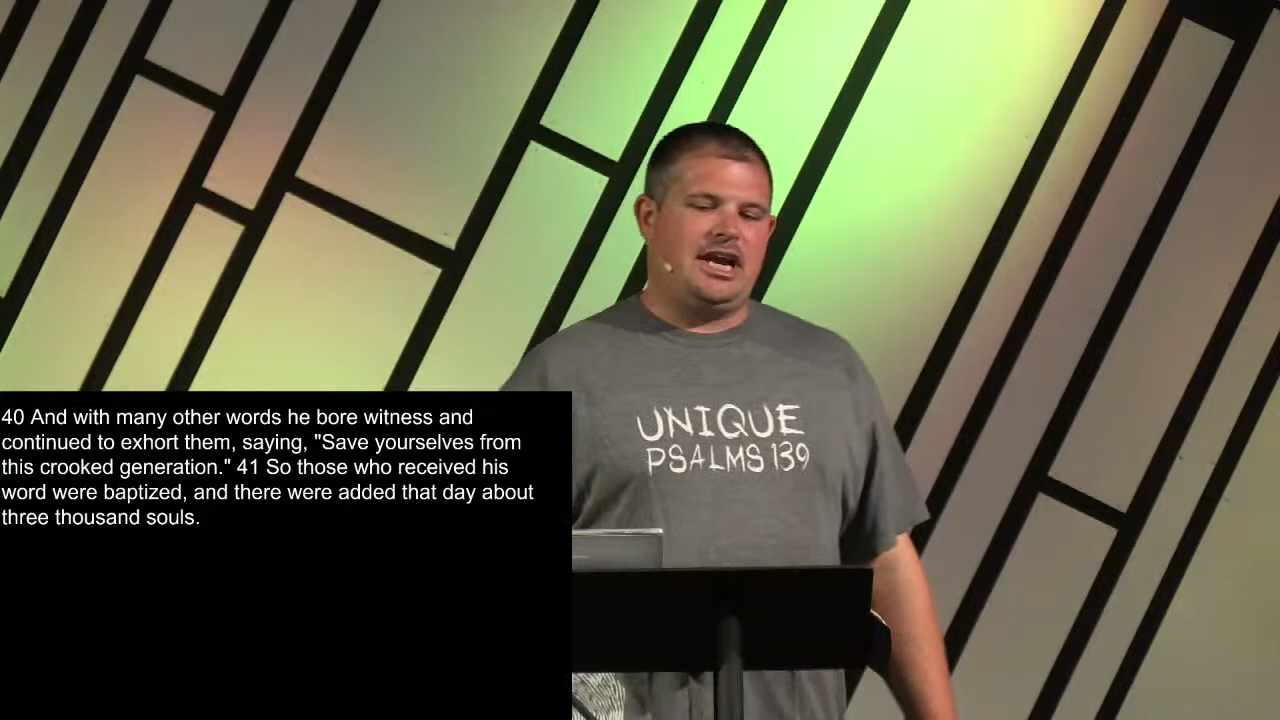 40 And with many other words he bore witness and
continued to exhort them, saying, "Save yourselves from
this crooked generation." 41 So those who received his
word were baptized, and there were added that day about
three thousand souls.
UNIQUE
PSALMS 139